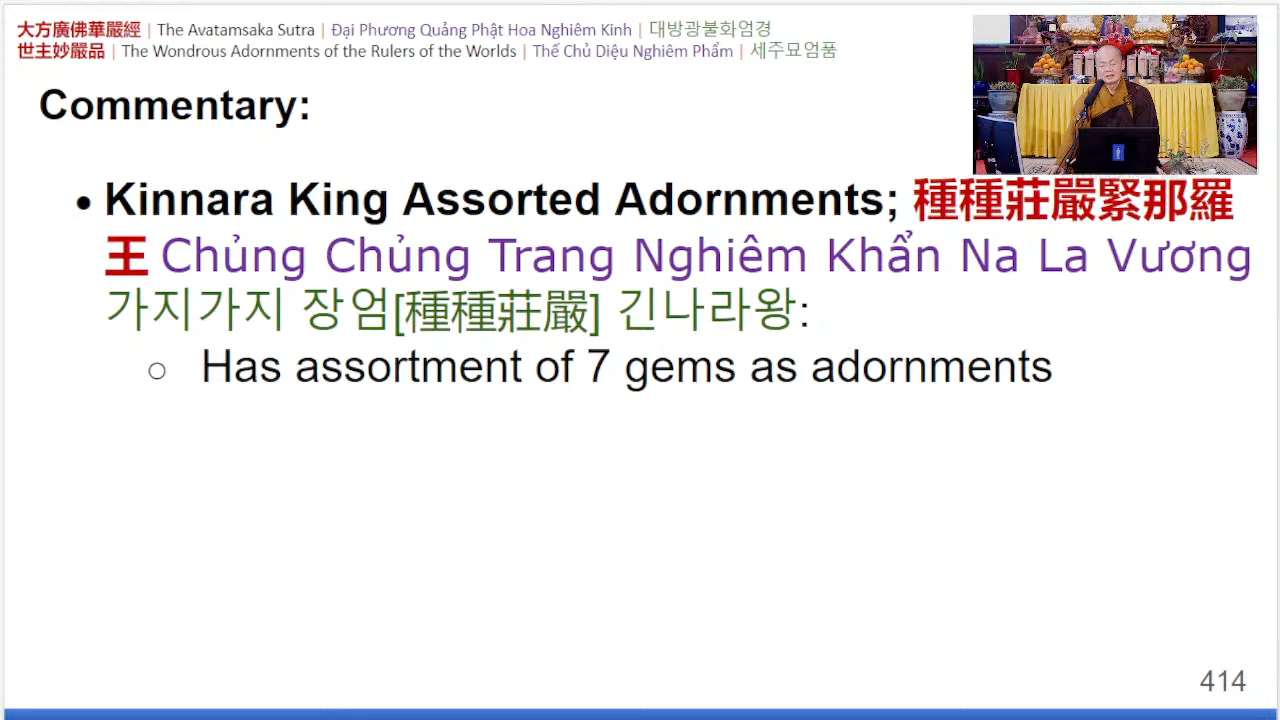 大方廣佛華嚴經 | The Avatamsaka Sutra | Đại Phương Quảng Phật Hoa Nghiêm Kinh | 대방광불화엄경
世主妙嚴品 | The Wondrous Adornments of the Rulers of the Worlds | Thế Chủ Diệu Nghiêm Phẩm | 세주묘엄품
Commentary:
• Kinnara King Assorted Adornments; 種種莊嚴緊那羅
王 Chủng Chủng Trang Nghiêm Khẩn Na La Vương
가지가지 장엄[種種莊嚴] 긴나라왕:
○ Has assortment of 7 gems as adornments
414